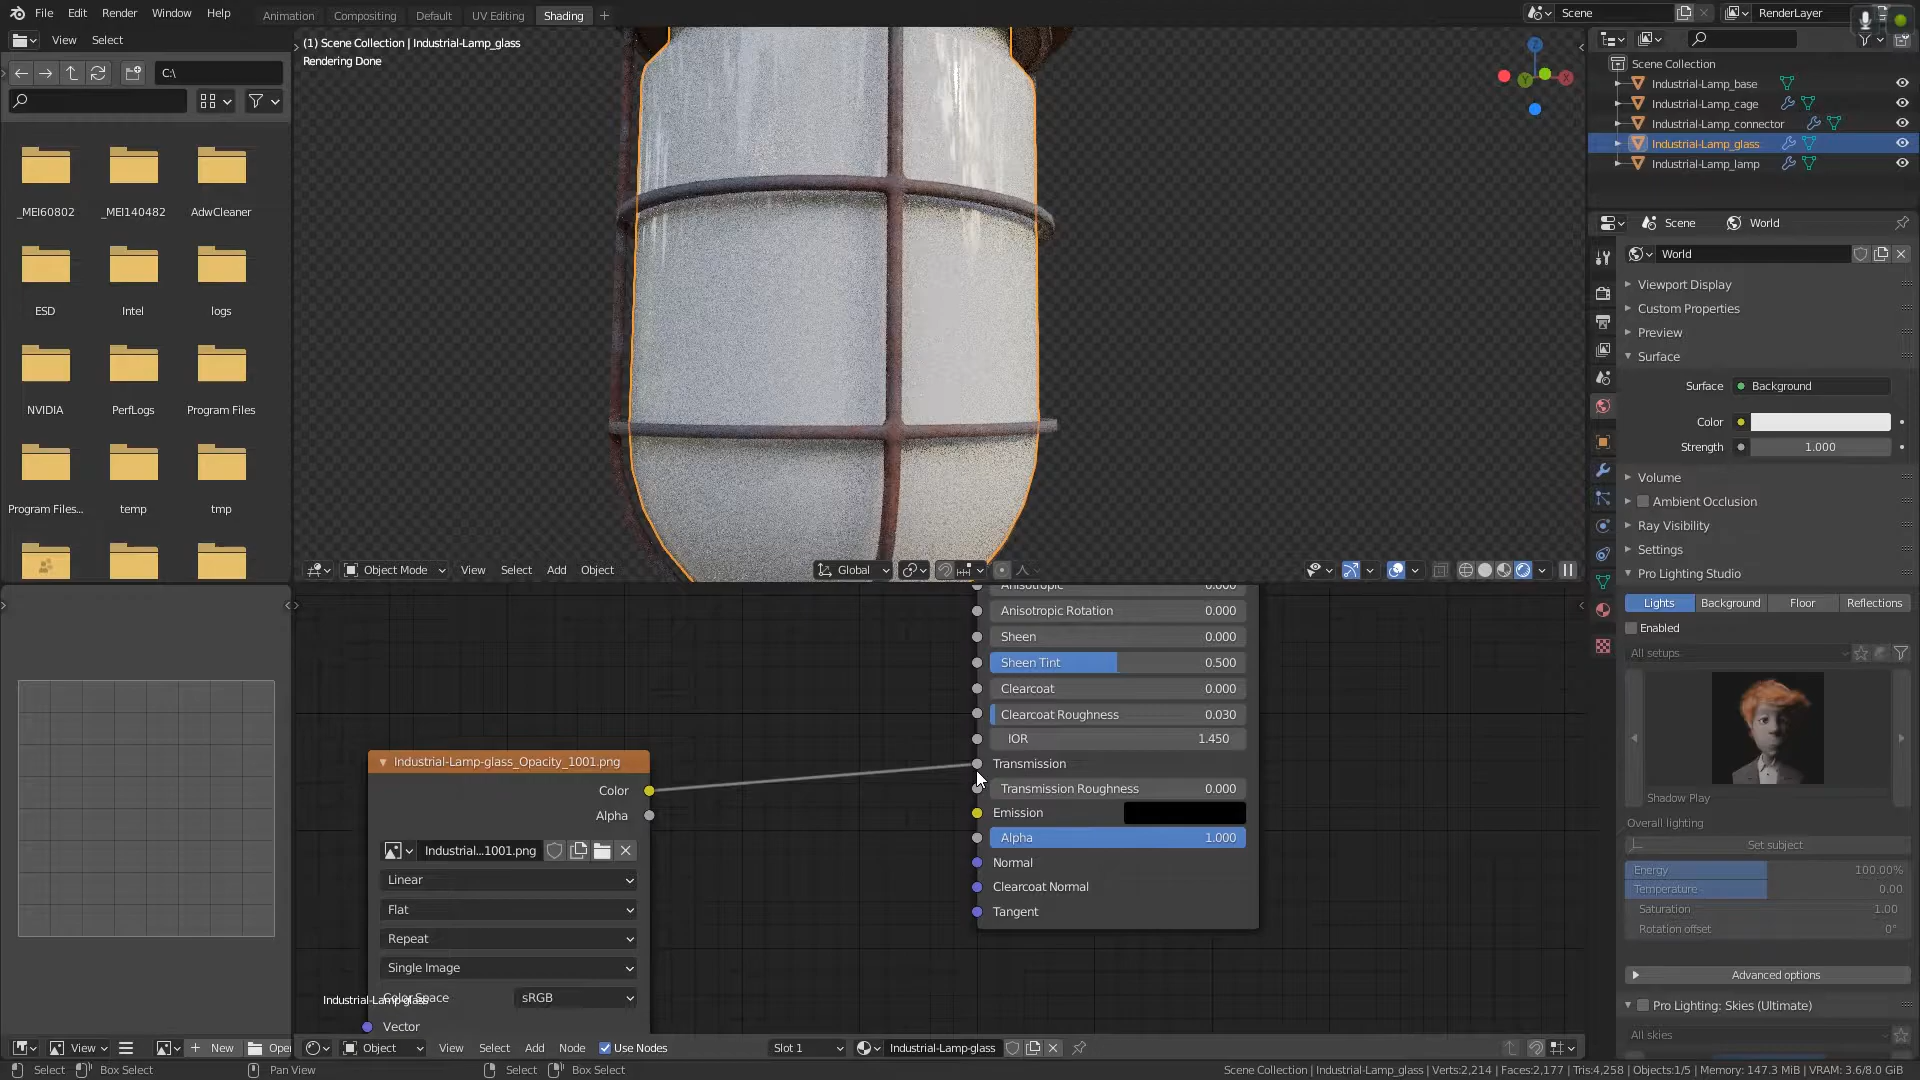 File Edit Render Window Help
Animation Compositing Default UV Editing Shading +
Scene
RenderLayer
View Select
C:\
_MEI60802 _MEI140482 AdwCleaner
ESD Intel logs
NVIDIA PerfLogs Program Files
Program Files... temp tmp
(1) Scene Collection | Industrial-Lamp_glass
Rendering Done
Z
Y
X
Object Mode View Select Add Object
Global
Scene Collection
Industrial-Lamp_base
Industrial-Lamp_cage
Industrial-Lamp_connector
Industrial-Lamp_glass
Industrial-Lamp_lamp
Scene World
World
Viewport Display
Custom Properties
Preview
Surface
Surface Background
Color
Strength 1.000
Volume
Ambient Occlusion
Ray Visibility
Settings
Pro Lighting Studio
Lights Background Floor Reflections
Enabled
All setups
Shadow Play
Overall lighting
Set subject
Energy 100.00%
Temperature 0.00
Saturation 1.00
Rotation offset 0°
Advanced options
Pro Lighting: Skies (Ultimate)
All skies
Anisotropic 0.000
Anisotropic Rotation 0.000
Sheen 0.000
Sheen Tint 0.500
Clearcoat 0.000
Clearcoat Roughness 0.030
IOR 1.450
Transmission
Transmission Roughness 0.000
Emission
Alpha 1.000
Normal
Clearcoat Normal
Tangent
Industrial-Lamp-glass_Opacity_1001.png
Color
Alpha
Industrial...1001.png
Linear
Flat
Repeat
Single Image
Color Space sRGB
Industrial-Lamp-glass
Vector
View + New Open
Object View Select Add Node Use Nodes
Slot 1
Industrial-Lamp-glass
Select Box Select Pan View Select Box Select
Scene Collection | Industrial-Lamp_glass | Verts:2,214 | Faces:2,177 | Tris:4,258 | Objects:1/5 | Memory: 147.3 MiB | VRAM: 3.6/8.0 GiB